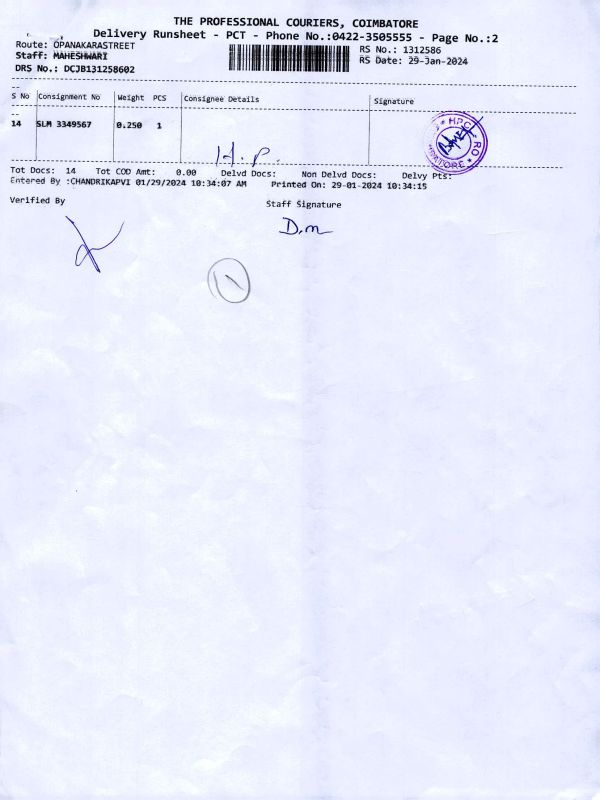 THE PROFESSIONAL COURIERS, COIMBATORE
Delivery Runsheet - PCT - Phone No.:0422-3505555 - Page No.:2
Route: OPANAKARASTREET
Staff: MAHESHWARI
DRS No.: DCJB131258602
RS No.: 1312586
RS Date: 29-Jan-2024
S No Consignment No Weight PCS Consignee Details Signature
14 SLM 3349567 0.250 1
H.P.
HPC RO
Tot Docs: 14 Tot COD Amt: 0.00 Delvd Docs: Non Delvd Docs: Delvy Pts:
Entered By :CHANDRIKAPVI 01/29/2024 10:34:07 AM Printed On: 29-01-2024 10:34:15
Verified By Staff Signature
D.m